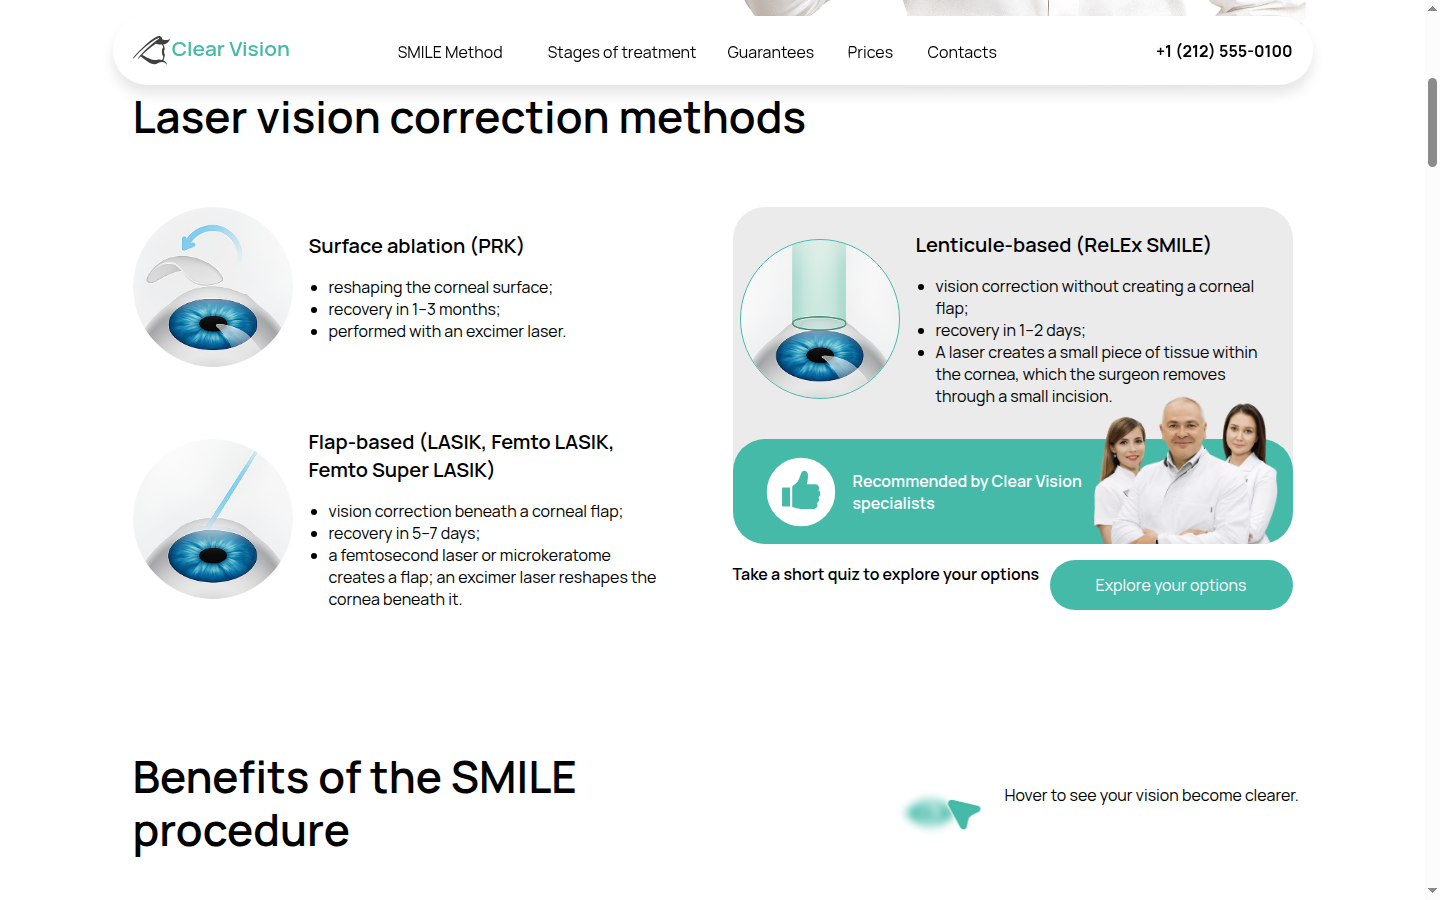 Clear Vision
SMILE Method
Stages of treatment
Guarantees
Prices
Contacts
+1 (212) 555-0100
Laser vision correction methods
Surface ablation (PRK)
reshaping the corneal surface;
recovery in 1–3 months;
performed with an excimer laser.
Flap-based (LASIK, Femto LASIK,
Femto Super LASIK)
vision correction beneath a corneal flap;
recovery in 5–7 days;
a femtosecond laser or microkeratome
creates a flap; an excimer laser reshapes the
cornea beneath it.
Lenticule-based (ReLEx SMILE)
vision correction without creating a corneal
flap;
recovery in 1–2 days;
A laser creates a small piece of tissue within
the cornea, which the surgeon removes
through a small incision.
Recommended by Clear Vision
specialists
Take a short quiz to explore your options
Explore your options
Benefits of the SMILE
procedure
Hover to see your vision become clearer.